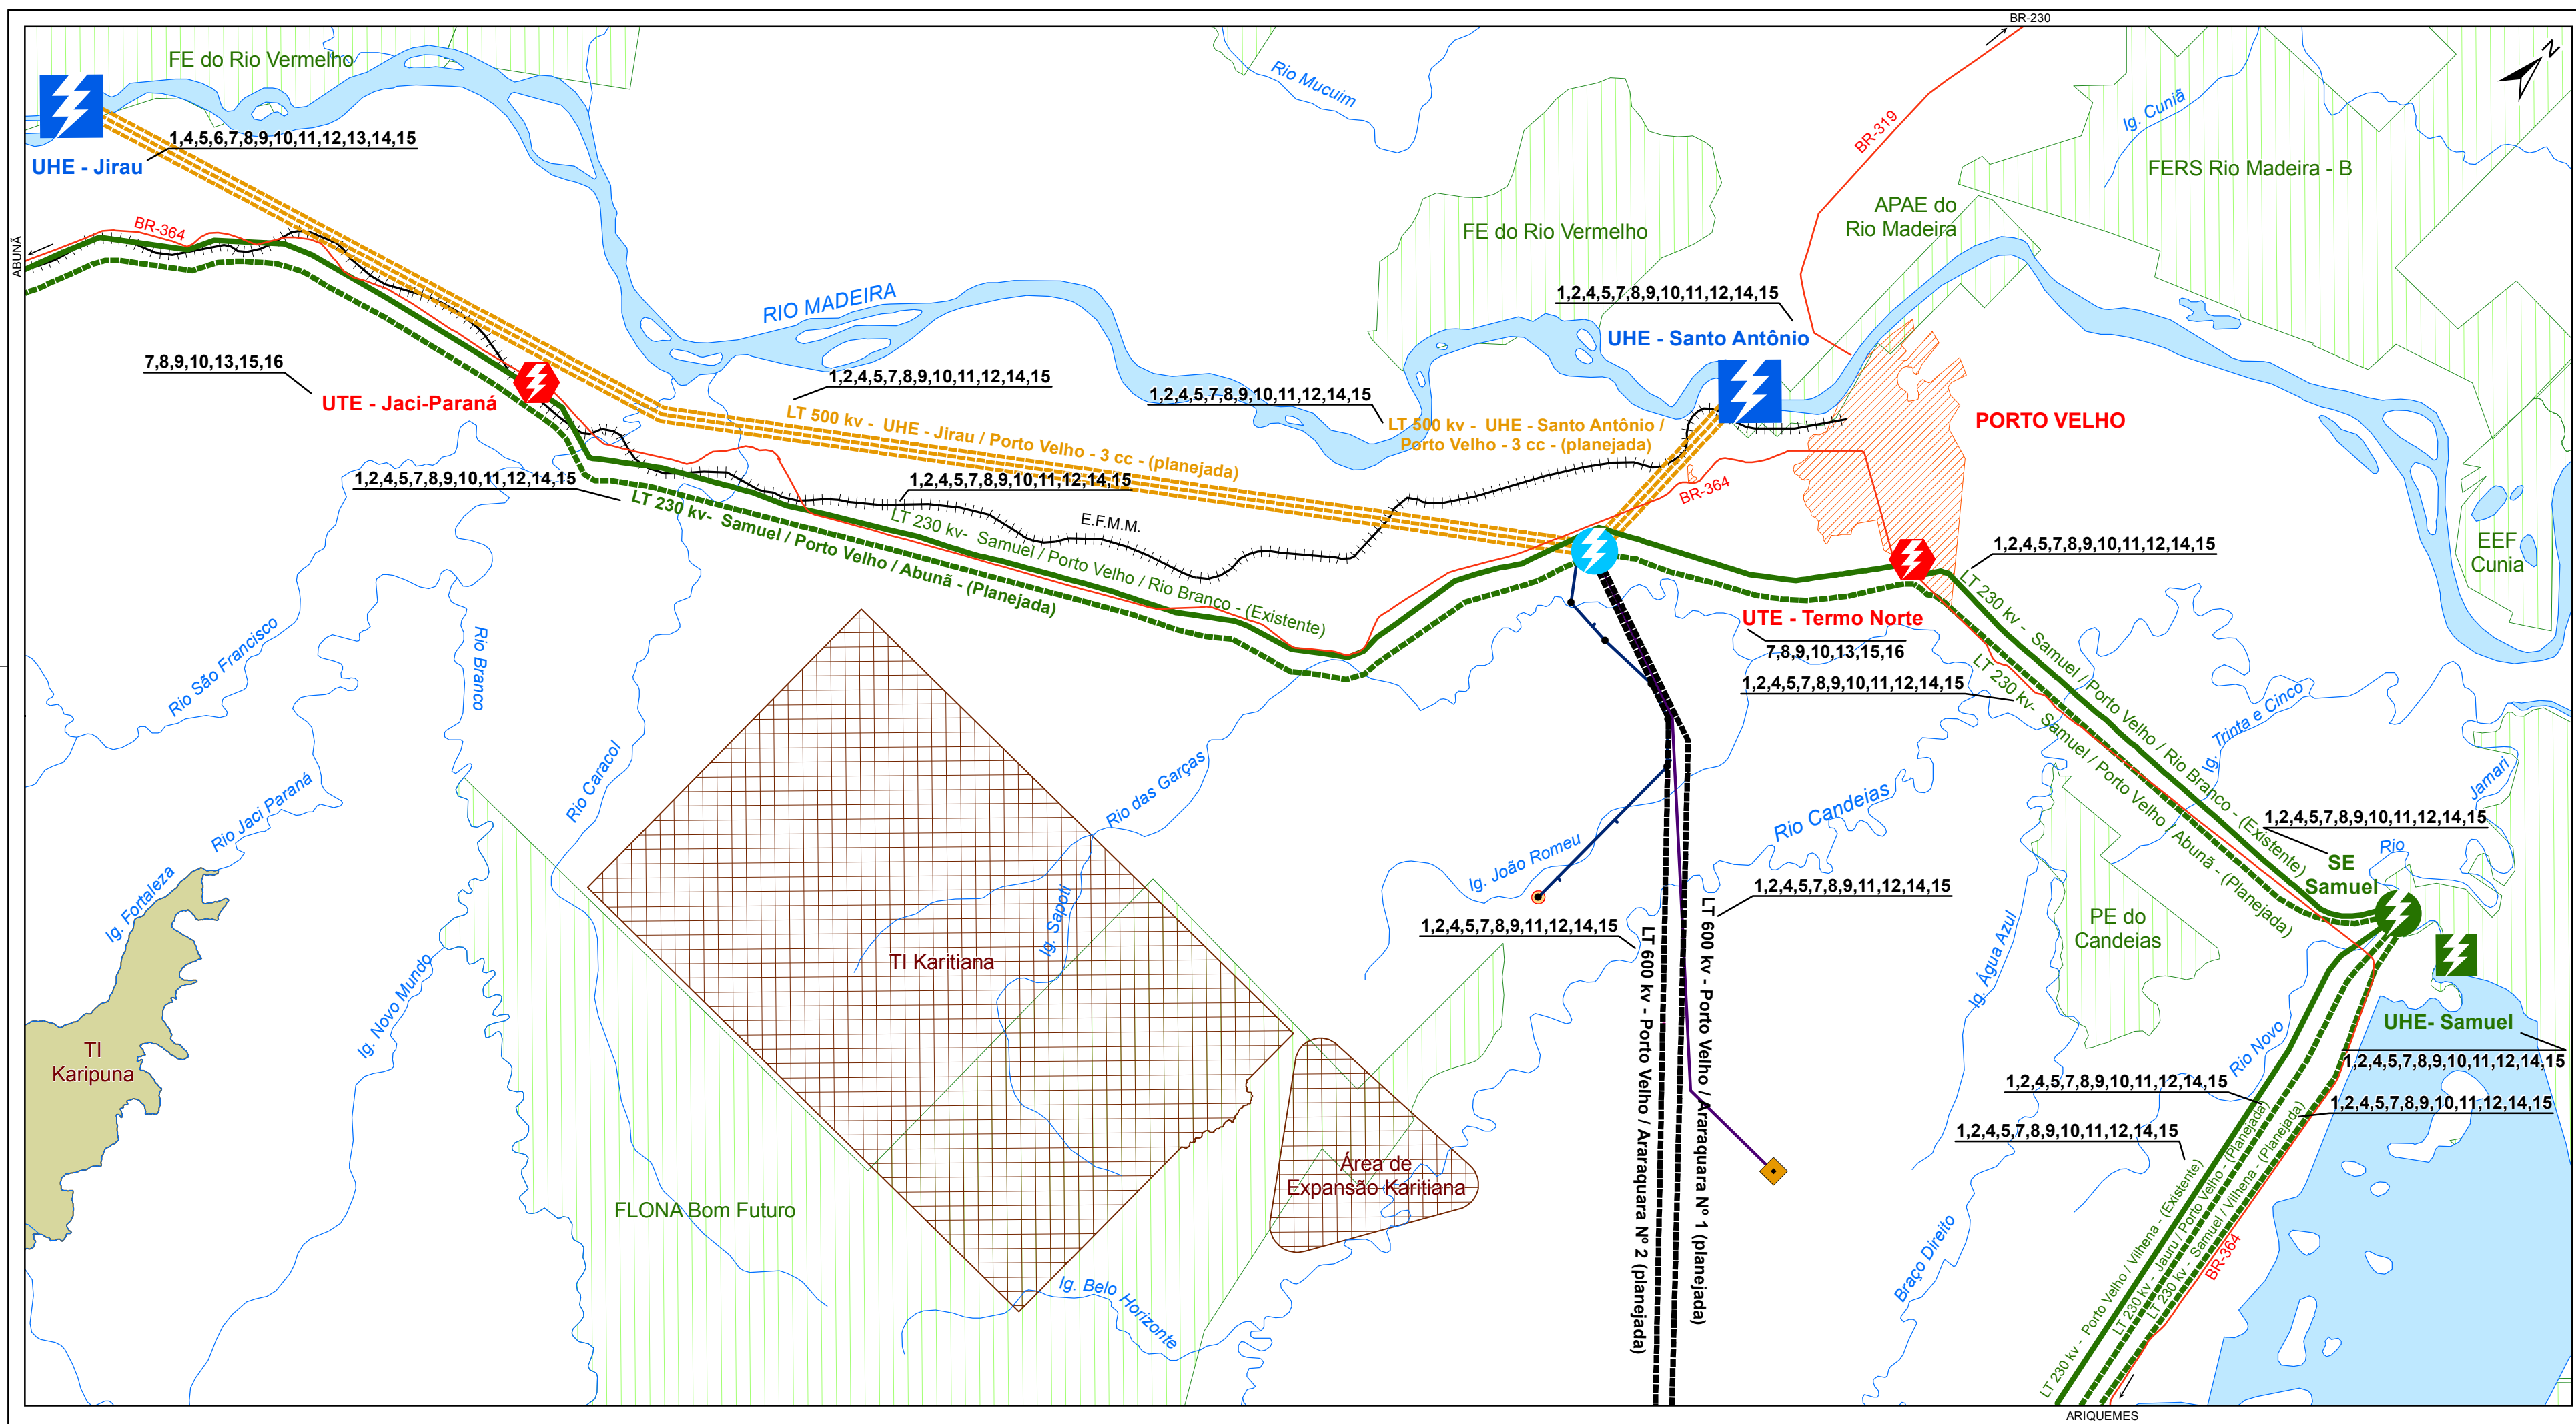 BR-230
N
FE do Rio Vermelho
Rio Mucuim
Ig. Cuniã
BR-319
1,4,5,6,7,8,9,10,11,12,13,14,15
UHE - Jirau
FERS Rio Madeira - B
APAE do
Rio Madeira
BR-364
ABUNÃ
FE do Rio Vermelho
RIO MADEIRA
1,2,4,5,7,8,9,10,11,12,14,15
UHE - Santo Antônio
7,8,9,10,13,15,16
UTE - Jaci-Paraná
1,2,4,5,7,8,9,10,11,12,14,15
1,2,4,5,7,8,9,10,11,12,14,15
LT 500 kv - UHE - Jirau / Porto Velho - 3 cc - (planejada)
LT 500 kv - UHE - Santo Antônio /
Porto Velho - 3 cc - (planejada)
PORTO VELHO
1,2,4,5,7,8,9,10,11,12,14,15
1,2,4,5,7,8,9,10,11,12,14,15
BR-364
LT 230 kv- Samuel / Porto Velho / Abunã - (Planejada)
LT 230 kv- Samuel / Porto Velho / Rio Branco - (Existente)
E.F.M.M.
1,2,4,5,7,8,9,10,11,12,14,15
EEF
Cunia
UTE - Termo Norte
7,8,9,10,13,15,16
1,2,4,5,7,8,9,10,11,12,14,15
LT 230 kv - Samuel / Porto Velho / Rio Branco - (Existente)
LT 230 kv- Samuel / Porto Velho / Abunã - (Planejada)
Rio São Francisco
Rio Branco
Rio Caracol
Rio Jaci Paraná
Rio das Garças
Ig. Trinta e Cinco
Jamari
Rio
Rio Candeias
Ig. João Romeu
1,2,4,5,7,8,9,10,11,12,14,15
SE
Samuel
Ig. Fortaleza
Ig. Sapoti
1,2,4,5,7,8,9,11,12,14,15
1,2,4,5,7,8,9,11,12,14,15
LT 600 kv - Porto Velho / Araraquara Nº 2 (planejada)
LT 600 kv - Porto Velho / Araraquara Nº 1 (planejada)
PE do
Candeias
Ig. Água Azul
TI Karitiana
Ig. Novo Mundo
TI
Karipuna
UHE- Samuel
1,2,4,5,7,8,9,10,11,12,14,15
Rio Novo
1,2,4,5,7,8,9,10,11,12,14,15
1,2,4,5,7,8,9,10,11,12,14,15
1,2,4,5,7,8,9,10,11,12,14,15
Área de
Expansão Karitiana
FLONA Bom Futuro
Ig. Belo Horizonte
Braço Direito
LT 230 kv - Porto Velho / Vilhena - (Existente)
LT 230 kv - Jauru / Porto Velho - (Planejada)
LT 230 kv - Samuel / Vilhena - (Planejada)
BR-364
ARIQUEMES